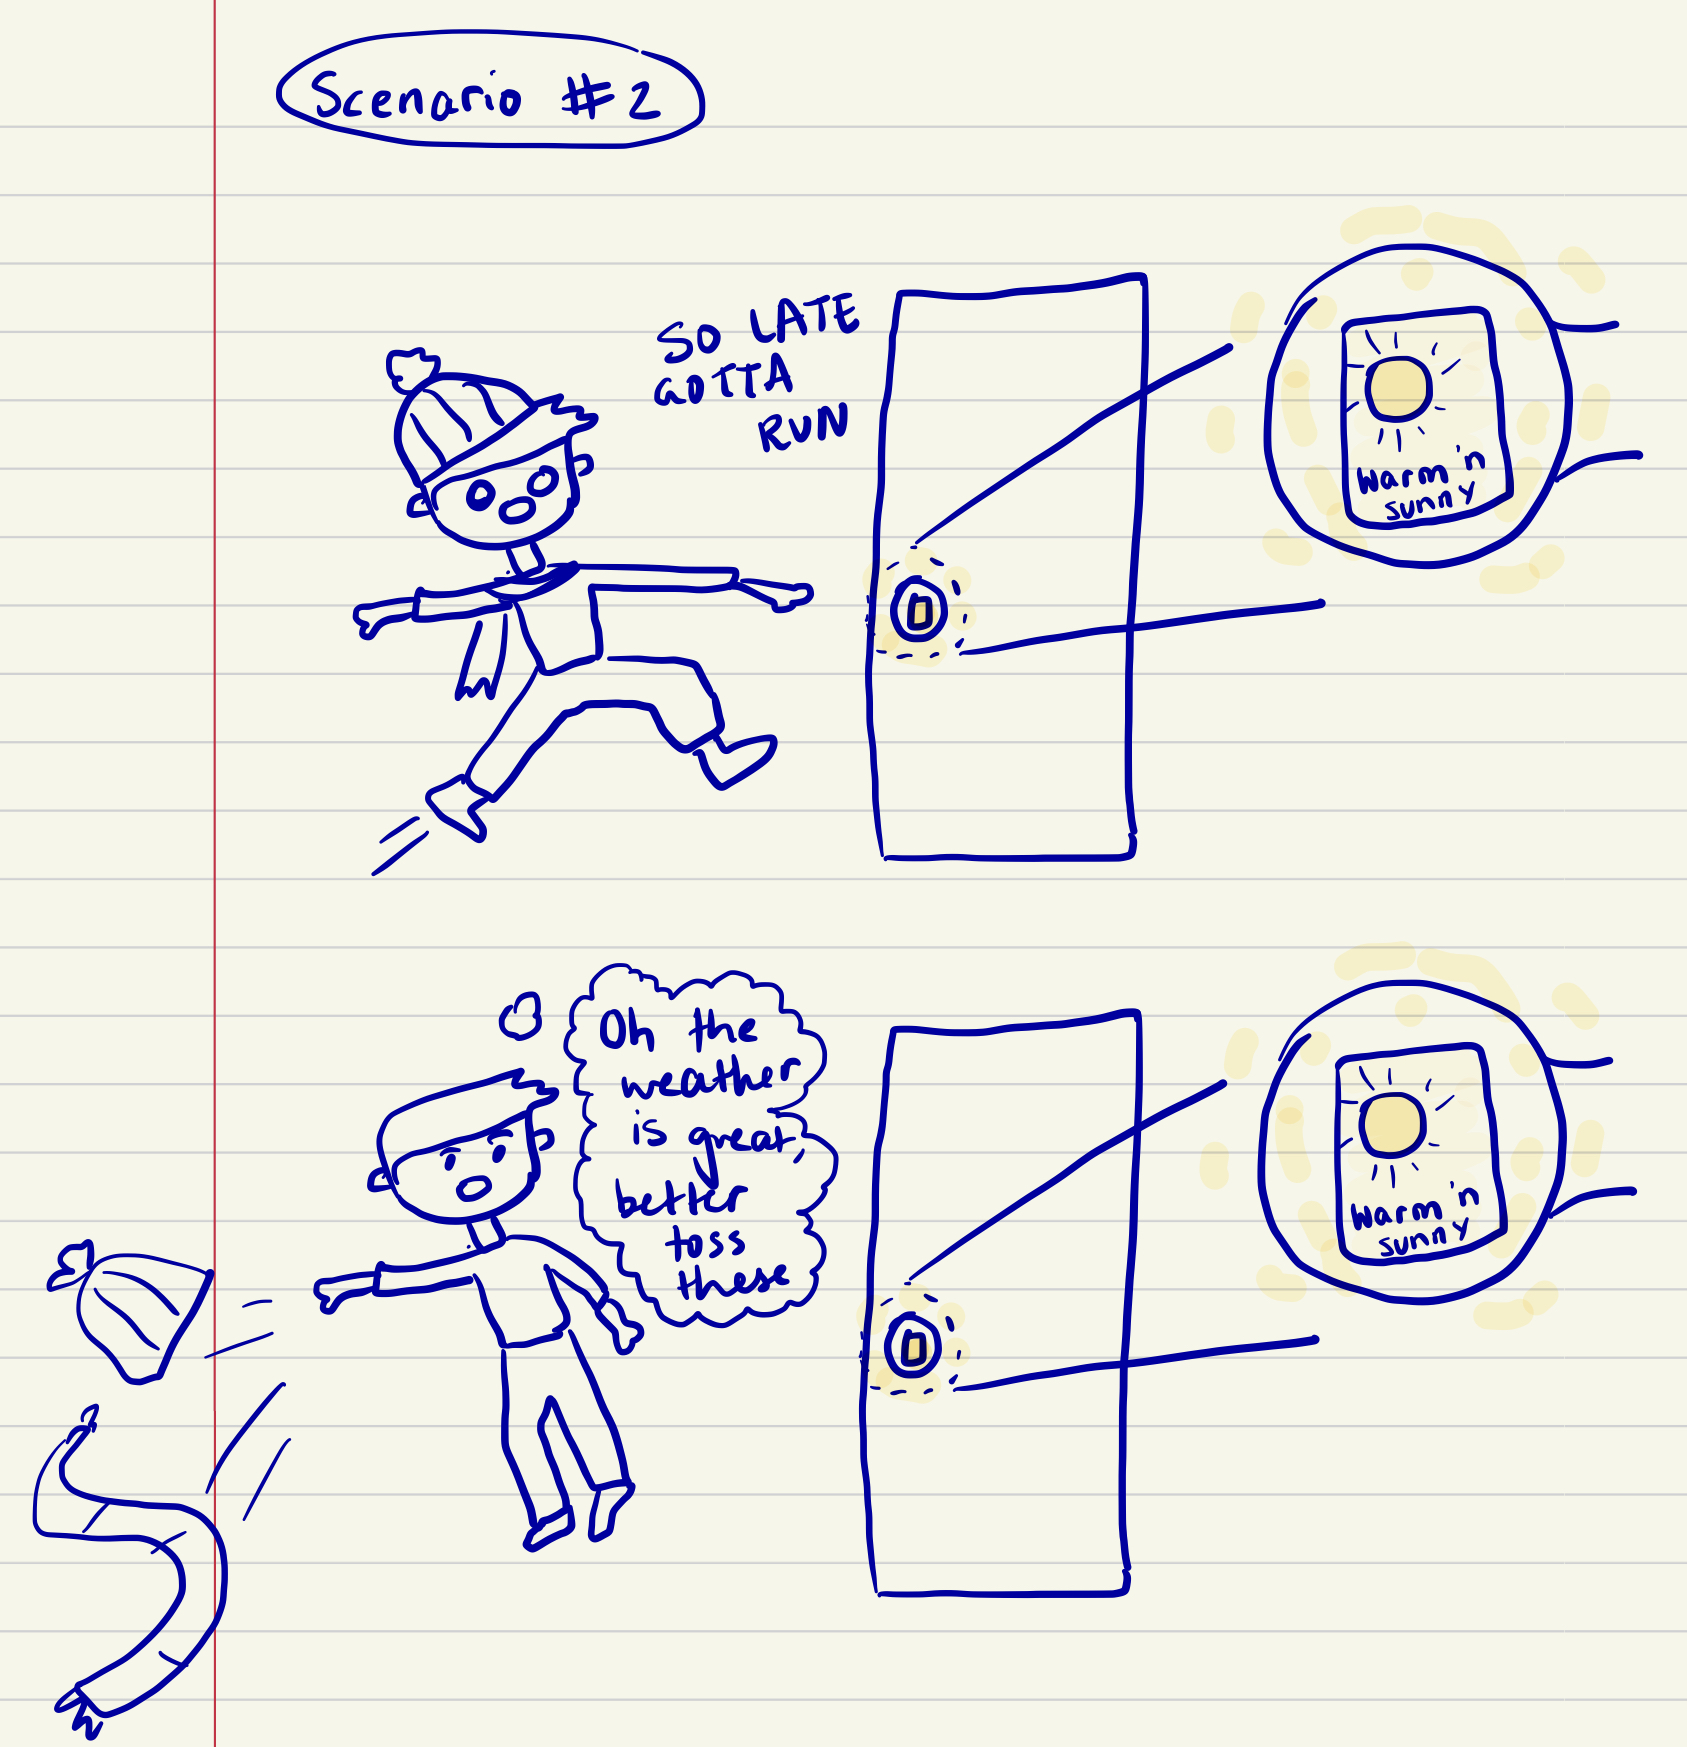 Scenario #2
SO LATE
GOTTA
RUN
Warm 'n
sunny
Oh the
weather
is great,
better
toss
these
Warm 'n
sunny